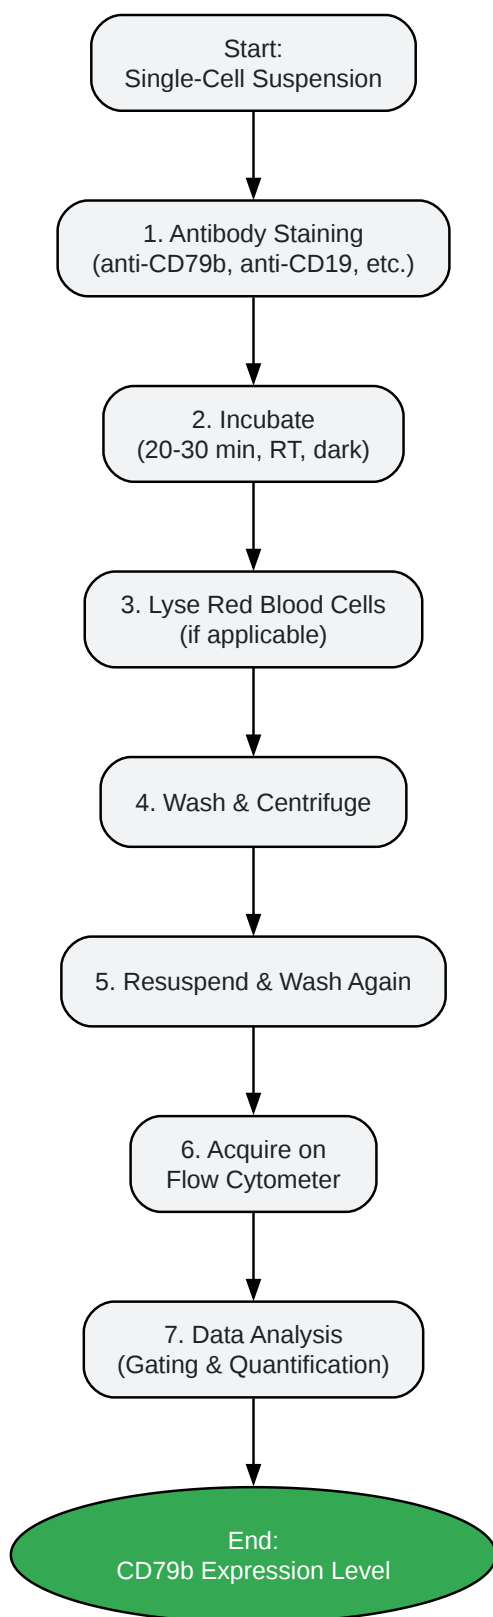 Start:
Single-Cell Suspension
1. Antibody Staining
(anti-CD79b, anti-CD19, etc.)
2. Incubate
(20-30 min, RT, dark)
3. Lyse Red Blood Cells
(if applicable)
4. Wash & Centrifuge
5. Resuspend & Wash Again
6. Acquire on
Flow Cytometer
7. Data Analysis
(Gating & Quantification)
End:
CD79b Expression Level